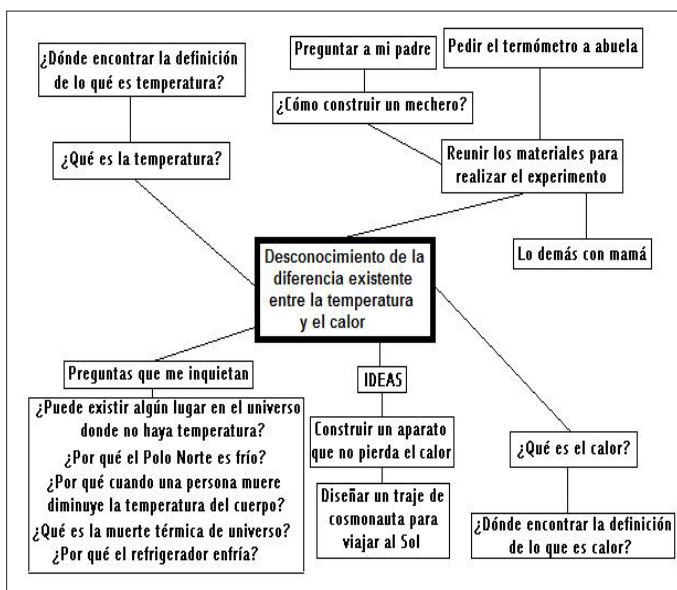 ¿Dónde encontrar la definición
de lo qué es temperatura?
Preguntar a mi padre
Pedir el termómetro a abuela
¿Cómo construir un mechero?
¿Qué es la temperatura?
Reunir los materiales para
realizar el experimento
Lo demás con mamá
Desconocimiento de la
diferencia existente
entre la temperatura
y el calor
Preguntas que me inquietan
¿Puede existir algún lugar en el universo
donde no haya temperatura?
¿Por qué el Polo Norte es frío?
¿Por qué cuando una persona muere
diminuye la temperatura del cuerpo?
¿Qué es la muerte térmica de universo?
¿Por qué el refrigerador enfría?
IDEAS
Construir un aparato
que no pierda el calor
Diseñar un traje de
cosmonauta para
viajar al Sol
¿Qué es el calor?
¿Dónde encontrar la definición
de lo que es calor?